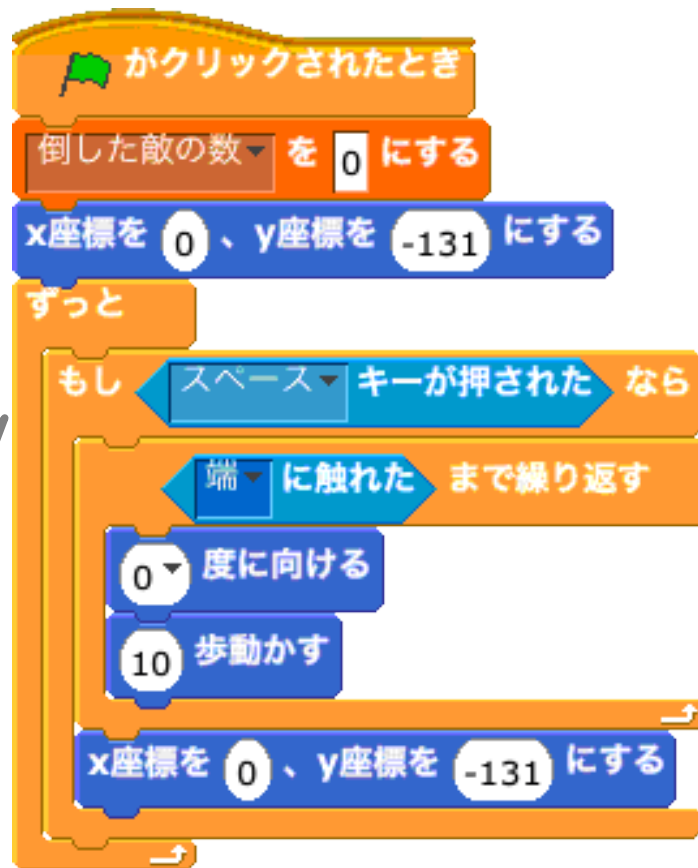 がクリックされたとき
倒した敵の数 を 0 にする
x座標を 0 、y座標を -131 にする
ずっと
もし スペース キーが押された なら
端 に触れた まで繰り返す
0 度に向ける
10 歩動かす
x座標を 0 、y座標を -131 にする